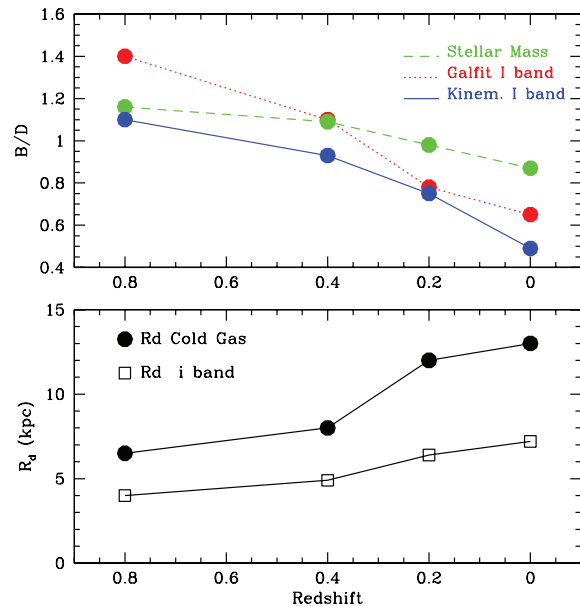 1.6
Stellar Mass
1.4
Galfit I band
Kinem. I band
1.2
B/D
1
0.8
0.6
0.4
0.8 0.6 0.4 0.2 0
15
Rd Cold Gas
Rd i band
10
Rd (kpc)
5
0
0.8 0.6 0.4 0.2 0
Redshift